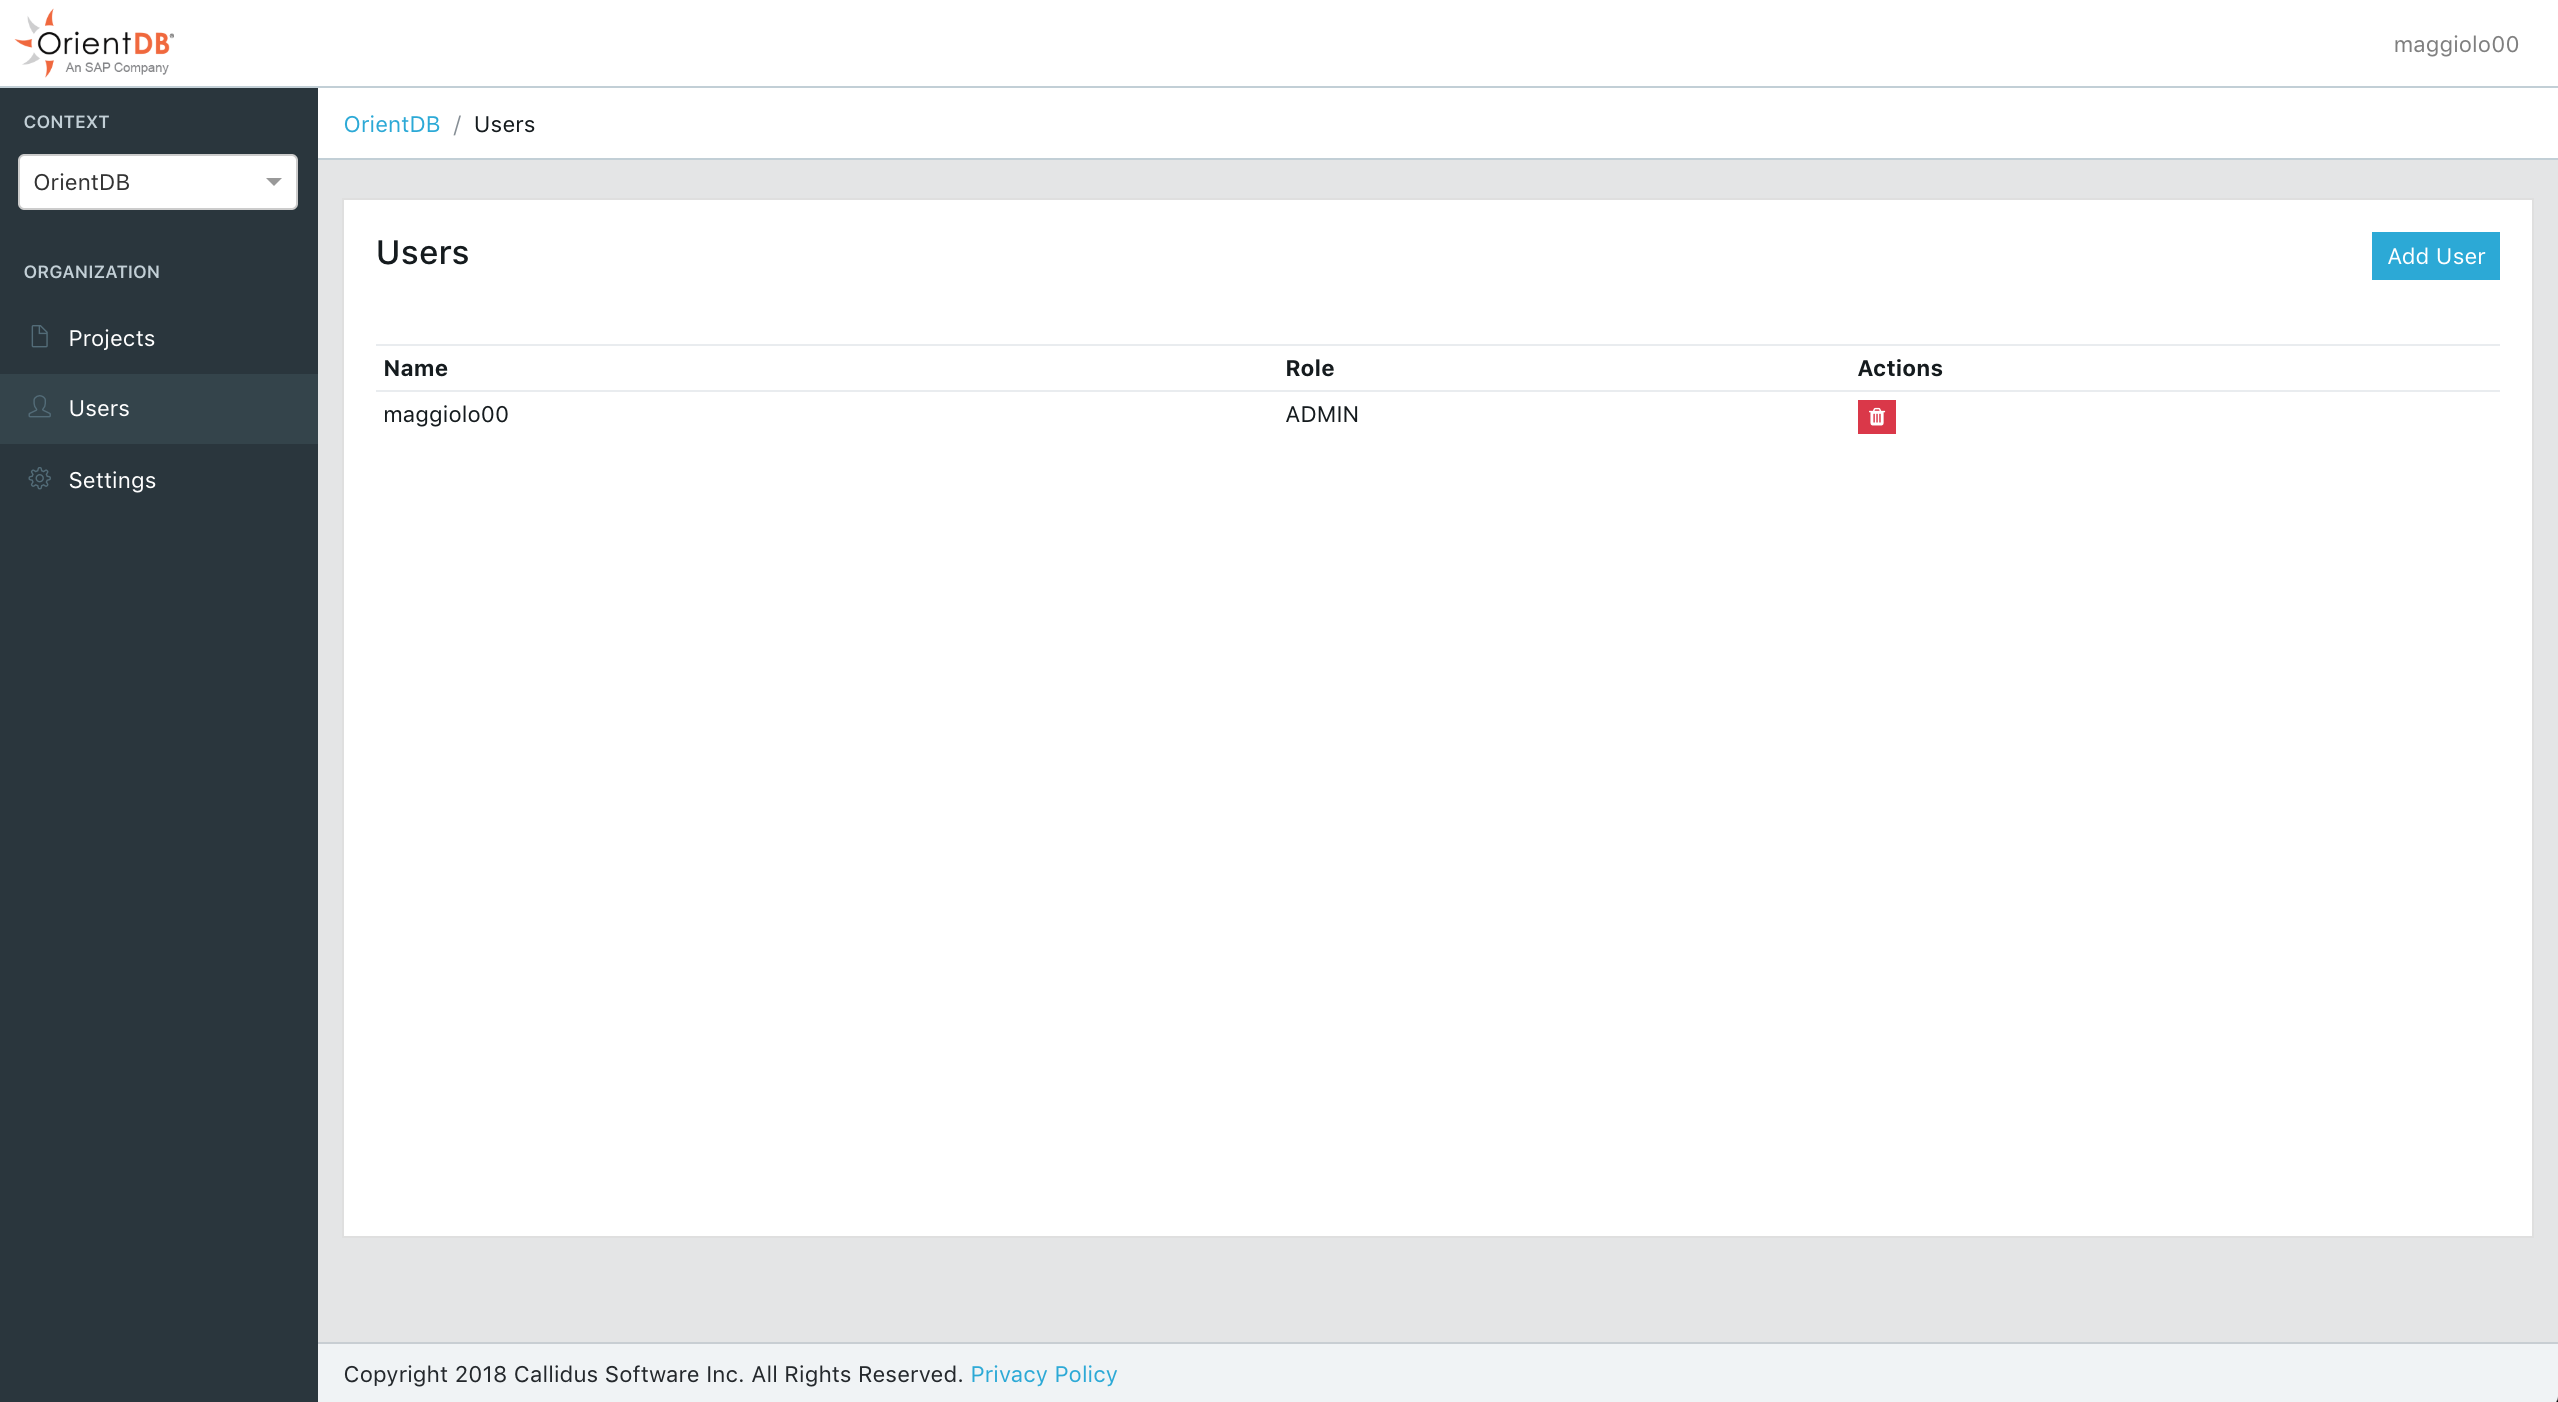 OrientDB®
An SAP Company
maggiolo00
CONTEXT
OrientDB
ORGANIZATION
Projects
Users
Settings
OrientDB / Users
Users
Add User
Name Role Actions
maggiolo00 ADMIN
Copyright 2018 Callidus Software Inc. All Rights Reserved. Privacy Policy